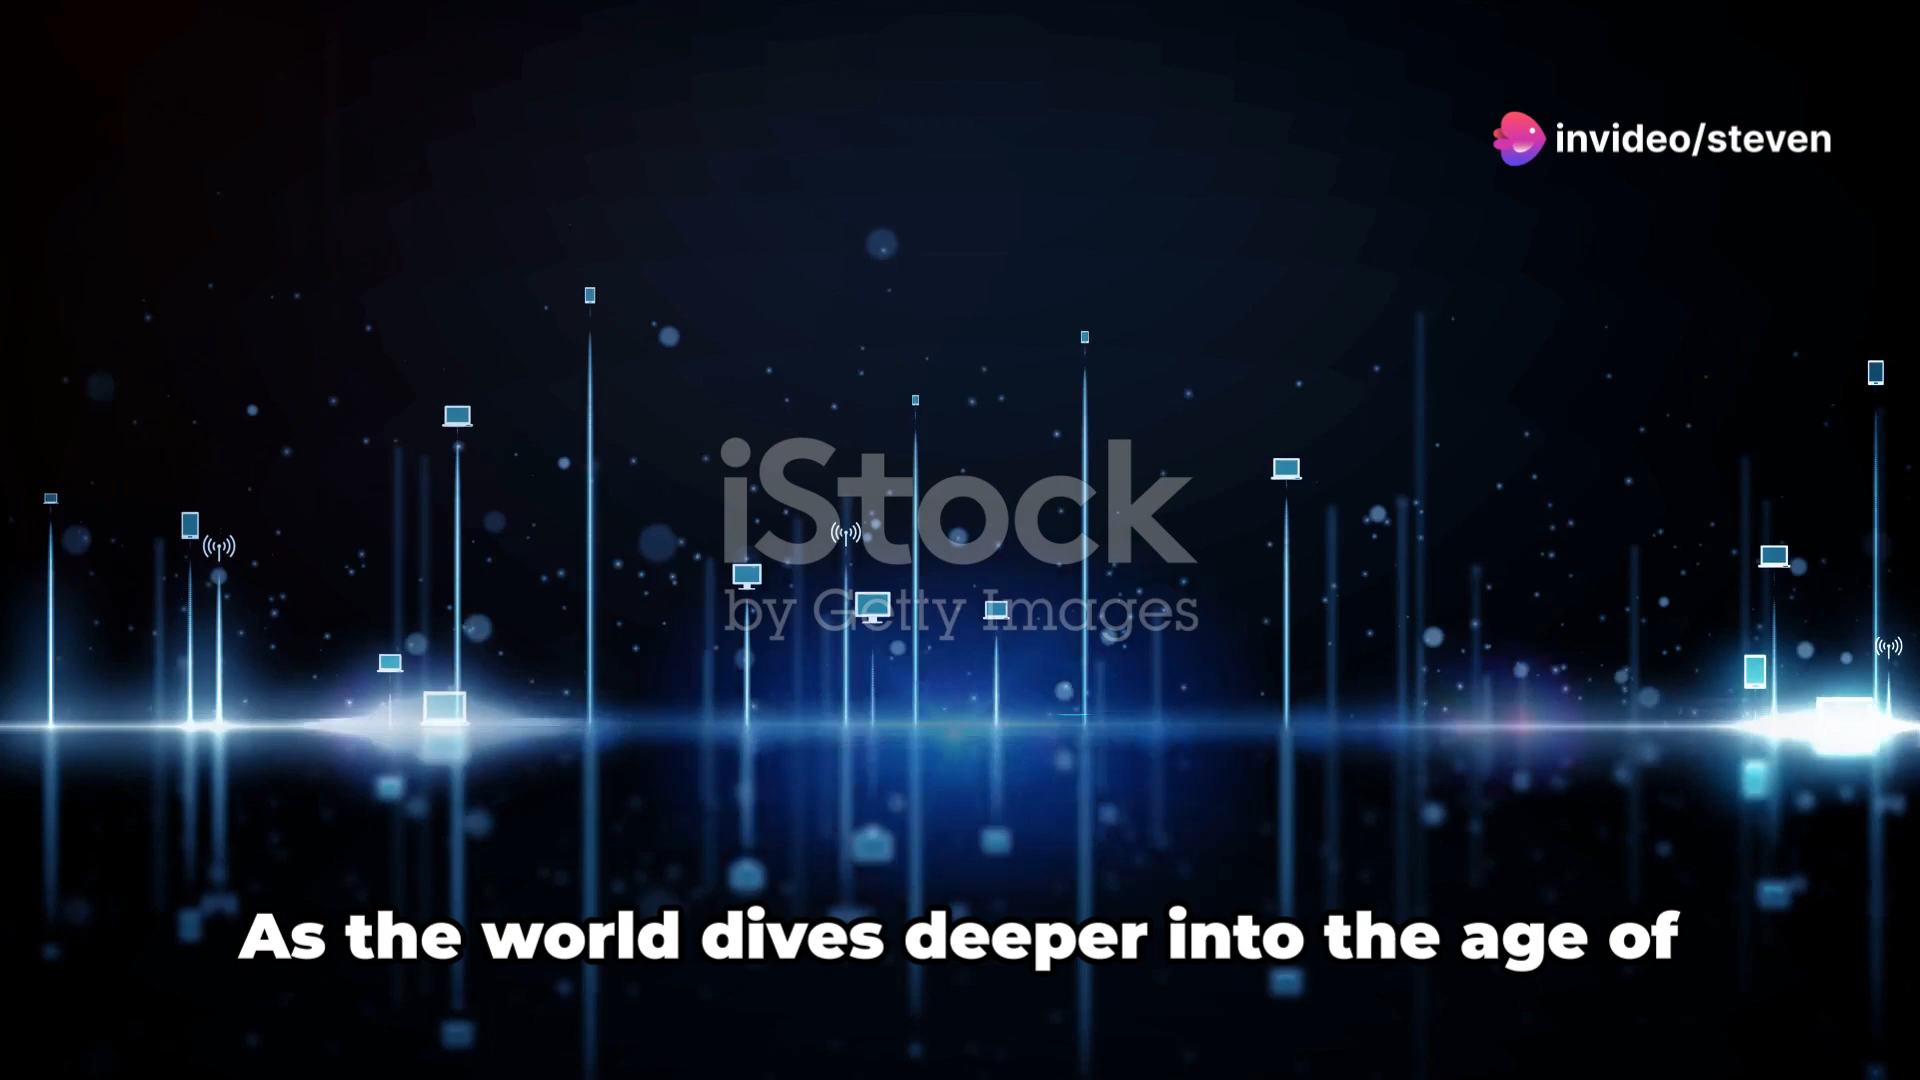 invideo/steven
iStock
by Getty Images
As the world dives deeper into the age of